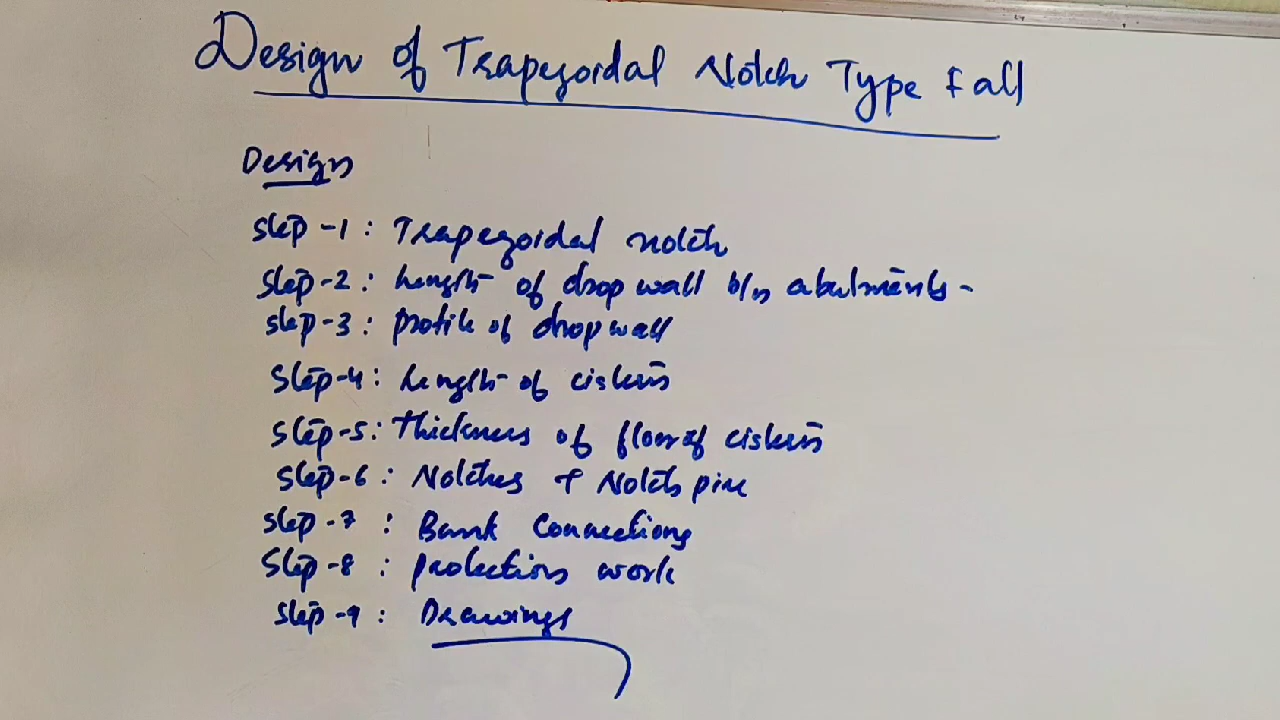 Design of Trapezoidal Notch Type Fall
Design
Step-1: Trapezoidal notch
Step-2: Length of drop wall b/n abutments-
Step-3: Profile of drop wall
Step-4: Length of cistern
Step-5: Thickness of floor of cistern
Step-6: Notches & Notch pier
Step-7: Bank Connections
Step-8: protection work
Step-9: Drawings